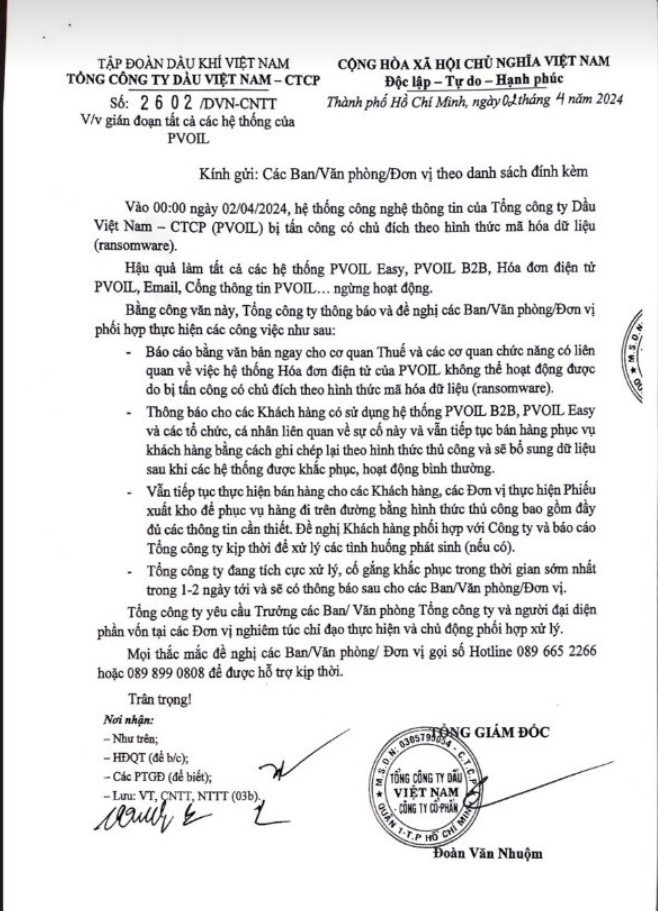 TẬP ĐOÀN DẦU KHÍ VIỆT NAM
TỔNG CÔNG TY DẦU VIỆT NAM – CTCP
Số: 2602 /DVN-CNTT
V/v gián đoạn tất cả các hệ thống của
PVOIL
CỘNG HÒA XÃ HỘI CHỦ NGHĨA VIỆT NAM
Độc lập – Tự do – Hạnh phúc
Thành phố Hồ Chí Minh, ngày 02 tháng 4 năm 2024
Kính gửi: Các Ban/Văn phòng/Đơn vị theo danh sách đính kèm
Vào 00:00 ngày 02/04/2024, hệ thống công nghệ thông tin của Tổng công ty Dầu
Việt Nam – CTCP (PVOIL) bị tấn công có chủ đích theo hình thức mã hóa dữ liệu
(ransomware).
Hậu quả làm tất cả các hệ thống PVOIL Easy, PVOIL B2B, Hóa đơn điện tử
PVOIL, Email, Cổng thông tin PVOIL… ngừng hoạt động.
Bằng công văn này, Tổng công ty thông báo và đề nghị các Ban/Văn phòng/Đơn vị
phối hợp thực hiện các công việc như sau:
- Báo cáo bằng văn bản ngay cho cơ quan Thuế và các cơ quan chức năng có liên
quan về việc hệ thống Hóa đơn điện tử của PVOIL không thể hoạt động được
do bị tấn công có chủ đích theo hình thức mã hóa dữ liệu (ransomware).
- Thông báo cho các Khách hàng có sử dụng hệ thống PVOIL B2B, PVOIL Easy
và các tổ chức, cá nhân liên quan về sự cố này và vẫn tiếp tục bán hàng phục vụ
khách hàng bằng cách ghi chép lại theo hình thức thủ công và sẽ bổ sung dữ liệu
sau khi các hệ thống được khắc phục, hoạt động bình thường.
- Vẫn tiếp tục thực hiện bán hàng cho các Khách hàng, các Đơn vị thực hiện Phiếu
xuất kho để phục vụ hàng đi trên đường bằng hình thức thủ công bao gồm đầy
đủ các thông tin cần thiết. Đề nghị Khách hàng phối hợp với Công ty và báo cáo
Tổng công ty kịp thời để xử lý các tình huống phát sinh (nếu có).
- Tổng công ty đang tích cực xử lý, cố gắng khắc phục trong thời gian sớm nhất
trong 1-2 ngày tới và sẽ có thông báo sau cho các Ban/Văn phòng/Đơn vị.
Tổng công ty yêu cầu Trưởng các Ban/ Văn phòng Tổng công ty và người đại diện
phần vốn tại các Đơn vị nghiêm túc chỉ đạo thực hiện và chủ động phối hợp xử lý.
Mọi thắc mắc đề nghị các Ban/Văn phòng/ Đơn vị gọi số Hotline 089 665 2266
hoặc 089 899 0808 để được hỗ trợ kịp thời.
Trân trọng!
Nơi nhận:
– Như trên;
– HĐQT (để b/c);
– Các PTGĐ (để biết);
– Lưu: VT, CNTT, NTTT (03b).
TỔNG GIÁM ĐỐC
M.S.D.N: 0305795054 - C.T.C.P
TỔNG CÔNG TY DẦU
VIỆT NAM
- CÔNG TY CỔ PHẦN
QUẬN 1-T.P HỒ CHÍ MINH
Đoàn Văn Nhuộm
M.S.D.N: